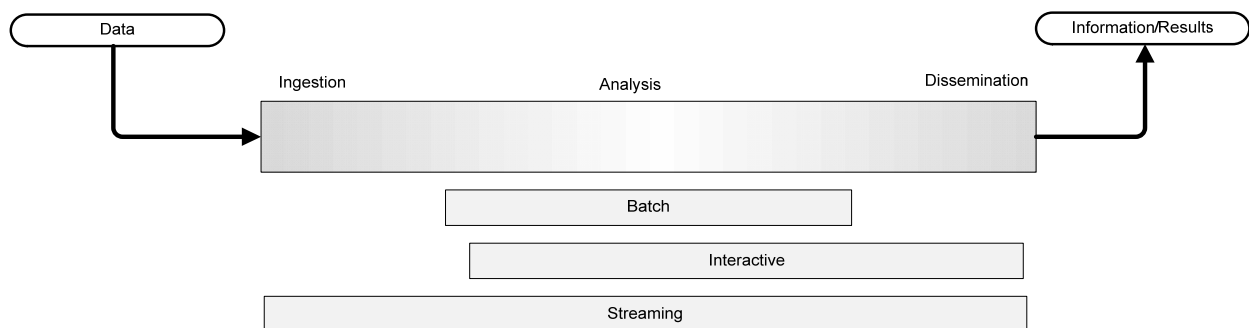 Data
Information/Results
Ingestion
Analysis
Dissemination
Batch
Interactive
Streaming